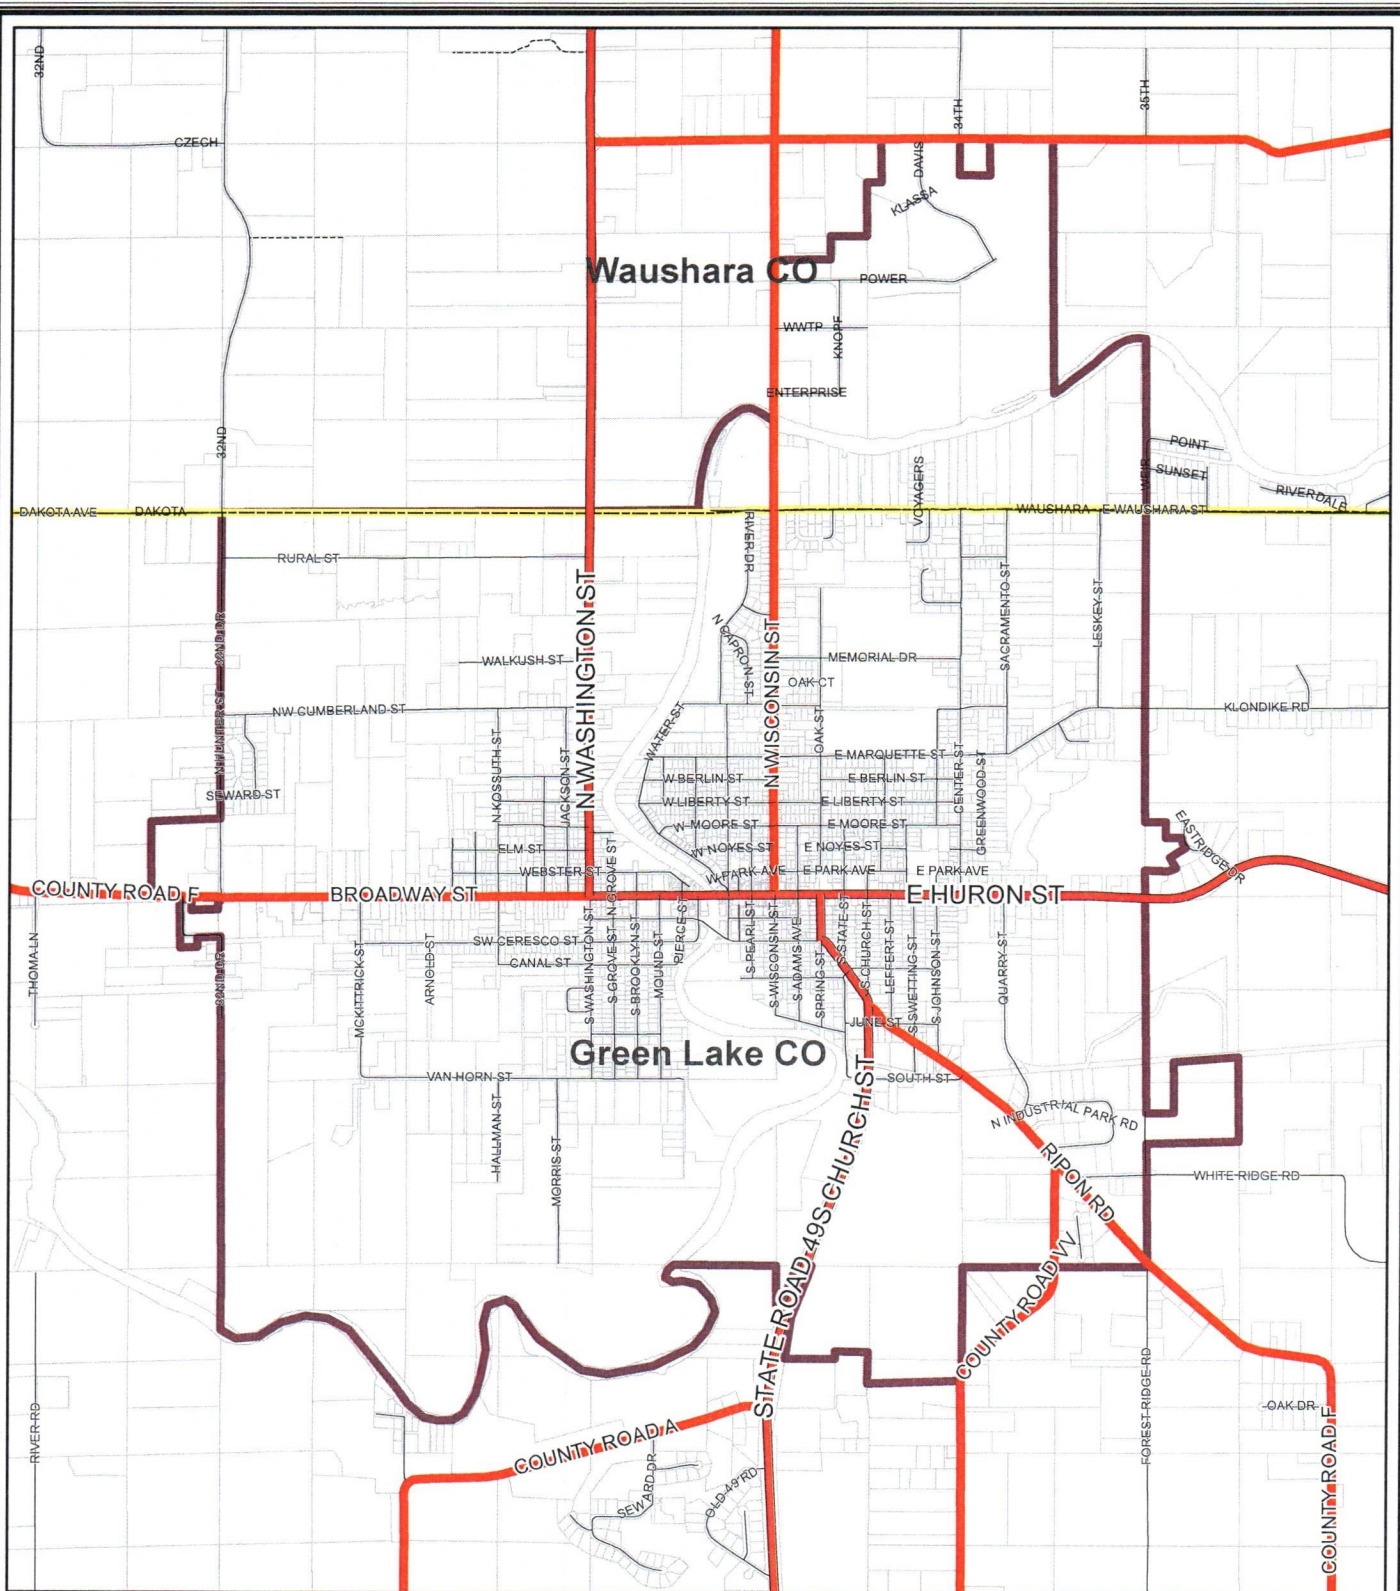 32ND
34TH
35TH
CZECH
DAVIS
KLASSA
Waushara CO
POWER
WWTP
KNOPF
ENTERPRISE
32ND
POINT
WEIR
SUNSET
RIVERDALE
VOYAGERS
DAKOTA AVE
DAKOTA
WAUSHARA
E WAUSHARA ST
RIVER DR
RURAL ST
N WASHINGTON ST
SACRAMENTO ST
LESKEY ST
32ND DR
N CAPRON ST
N WISCONSIN ST
WALKUSH ST
MEMORIAL DR
OAK CT
NW CUMBERLAND ST
WATER ST
OAK ST
KLONDIKE RD
N KOSSUTH ST
JACKSON ST
E MARQUETTE ST
CENTER ST
GREENWOOD ST
W BERLIN ST
E BERLIN ST
SEWARD ST
W LIBERTY ST
E LIBERTY ST
W MOORE ST
E MOORE ST
EASTRIDGE DR
ELM ST
N GROVE ST
W NOYES ST
E NOYES ST
WEBSTER ST
W PARK AVE
E PARK AVE
E PARK AVE
COUNTY ROAD F
BROADWAY ST
E HURON ST
THOMA LN
32ND DR
MCKITTRICK ST
ARNOLD ST
SW CERESCO ST
CANAL ST
S WASHINGTON ST
S GROVE ST
S BROOKLYN ST
MOUND ST
PIERCE ST
S PEARL ST
S WISCONSIN ST
S ADAMS AVE
SPRING ST
S STATE ST
S CHURCH ST
LEFFERT ST
S SWETTING ST
S JOHNSON ST
QUARRY ST
JUNE ST
Green Lake CO
VAN HORN ST
SOUTH ST
HALLMAN ST
MORRIS ST
N INDUSTRIAL PARK RD
RIPON RD
WHITE RIDGE RD
STATE ROAD 49
S CHURCH ST
COUNTY ROAD VV
RIVER RD
FOREST RIDGE RD
OAK DR
COUNTY ROAD F
COUNTY ROAD A
SEWARD DR
OLD 49 RD